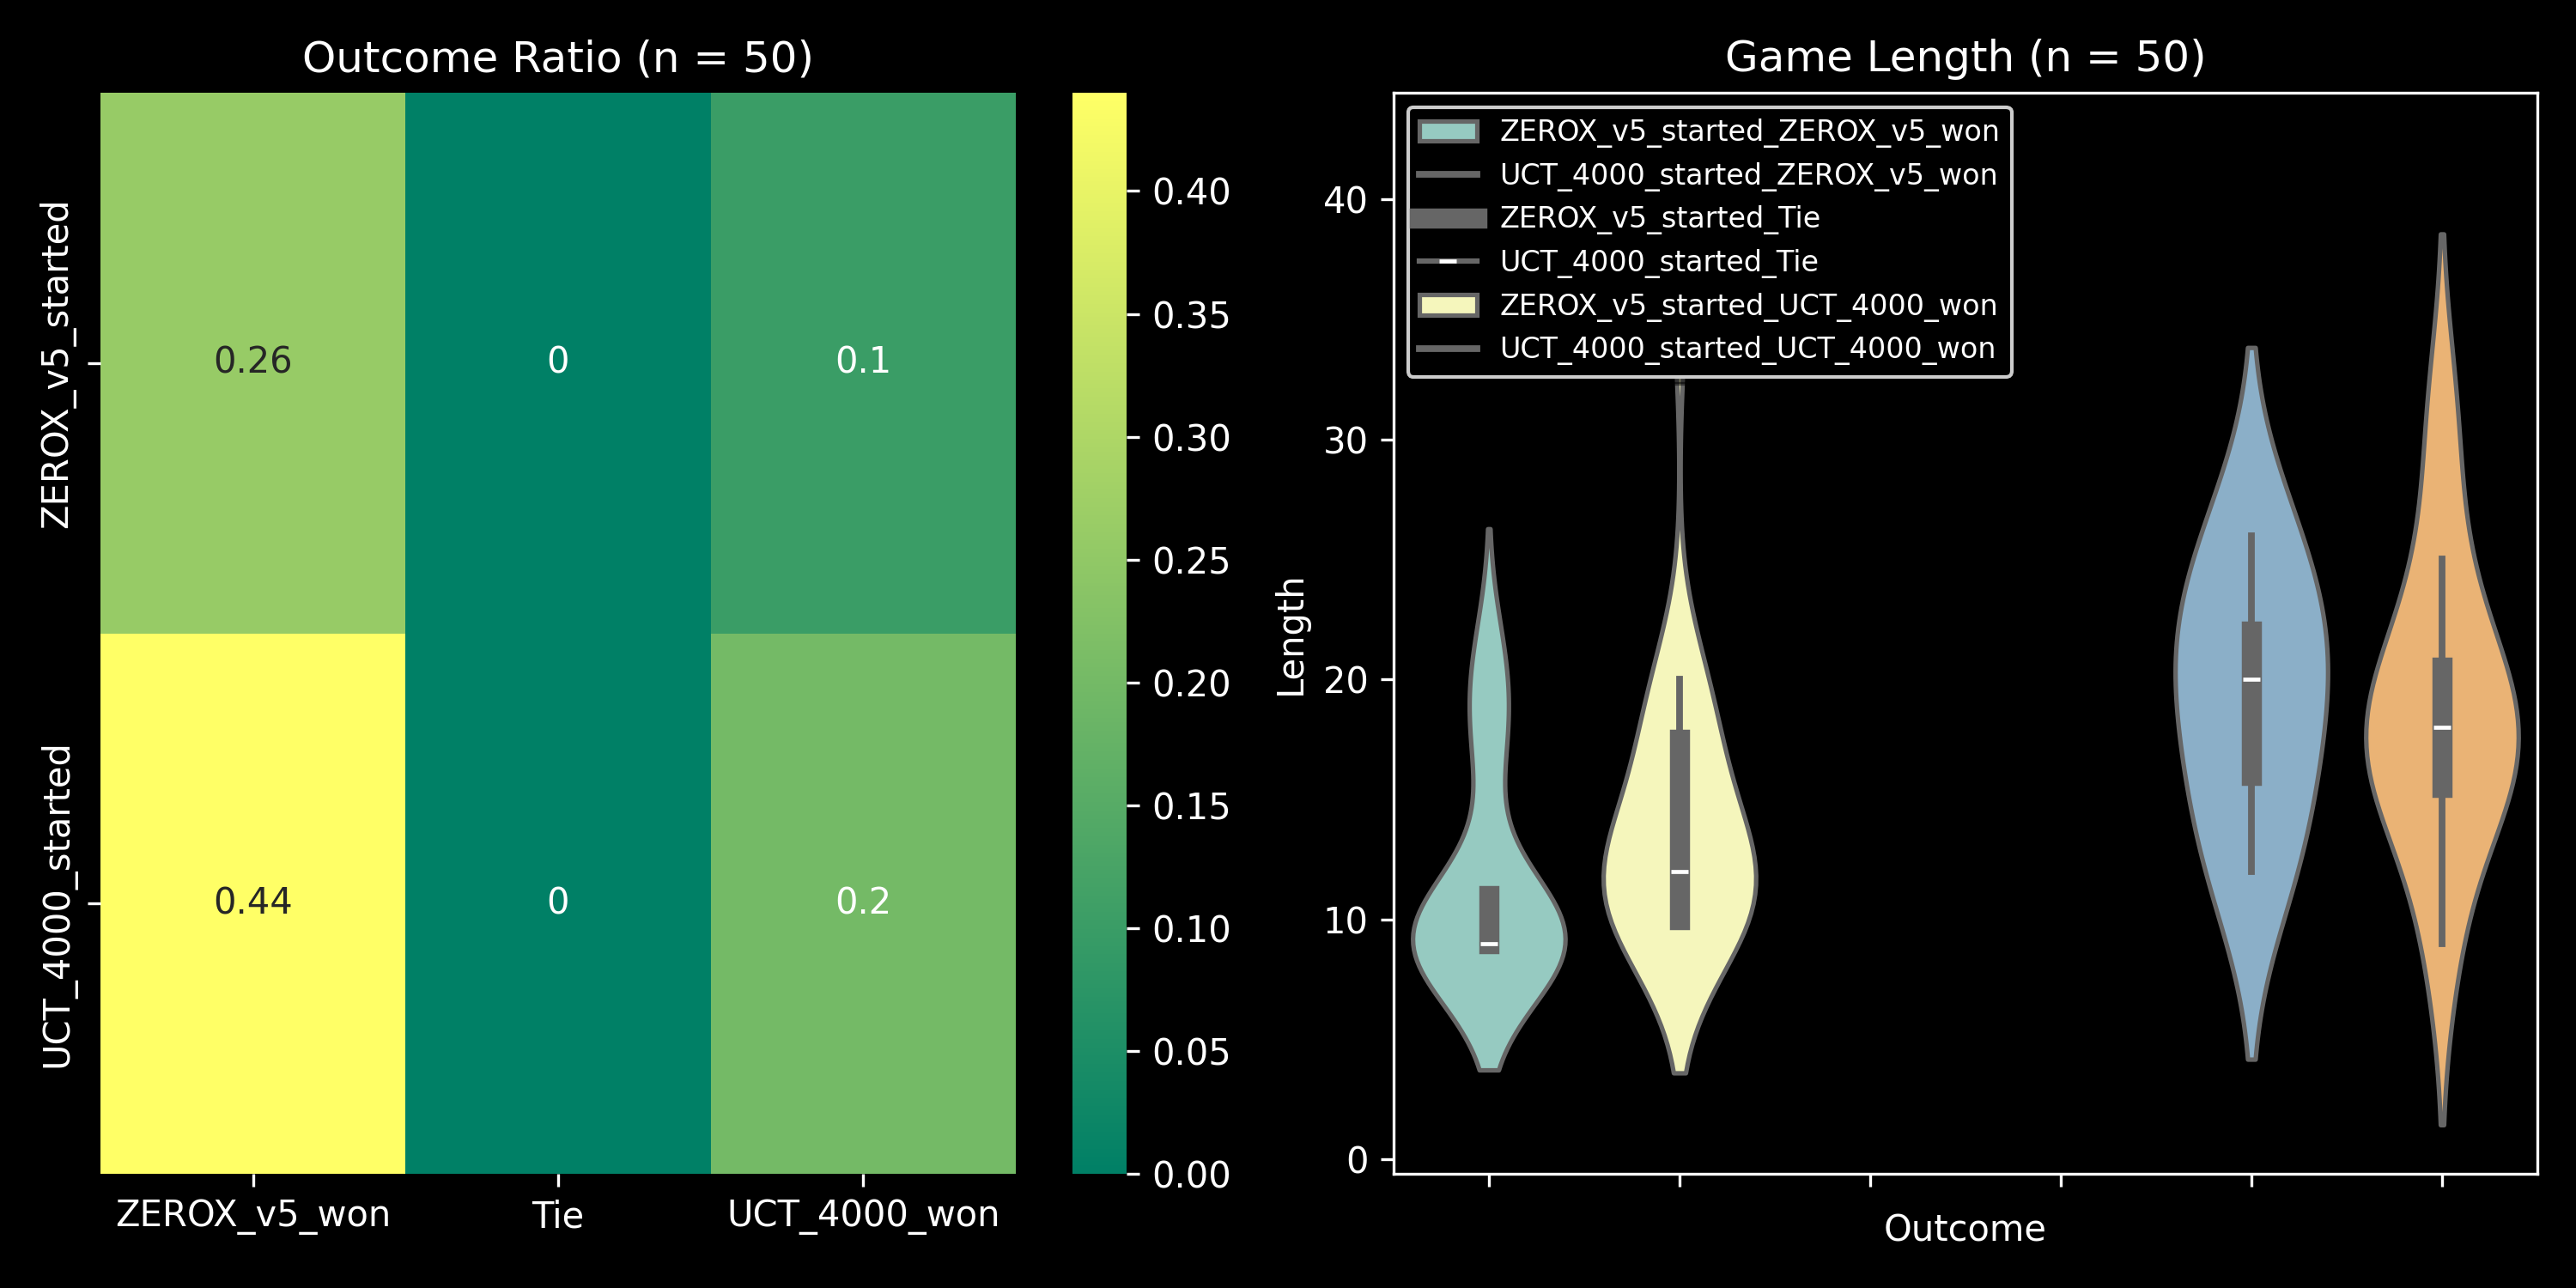 Outcome Ratio (n = 50)
ZEROX_v5_started
UCT_4000_started
0.26
0
0.1
0.44
0
0.2
ZEROX_v5_won
Tie
UCT_4000_won
0.40
0.35
0.30
0.25
0.20
0.15
0.10
0.05
0.00
Game Length (n = 50)
ZEROX_v5_started_ZEROX_v5_won
UCT_4000_started_ZEROX_v5_won
ZEROX_v5_started_Tie
UCT_4000_started_Tie
ZEROX_v5_started_UCT_4000_won
UCT_4000_started_UCT_4000_won
Length
40
30
20
10
0
Outcome